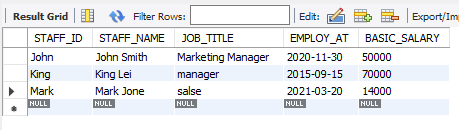 Result Grid Filter Rows: Edit: Export/Imp
STAFF_ID STAFF_NAME JOB_TITLE EMPLOY_AT BASIC_SALARY
John John Smith Marketing Manager 2020-11-30 50000
King King Lei manager 2015-09-15 70000
Mark Mark Jone salse 2021-03-20 14000
NULL NULL NULL NULL NULL